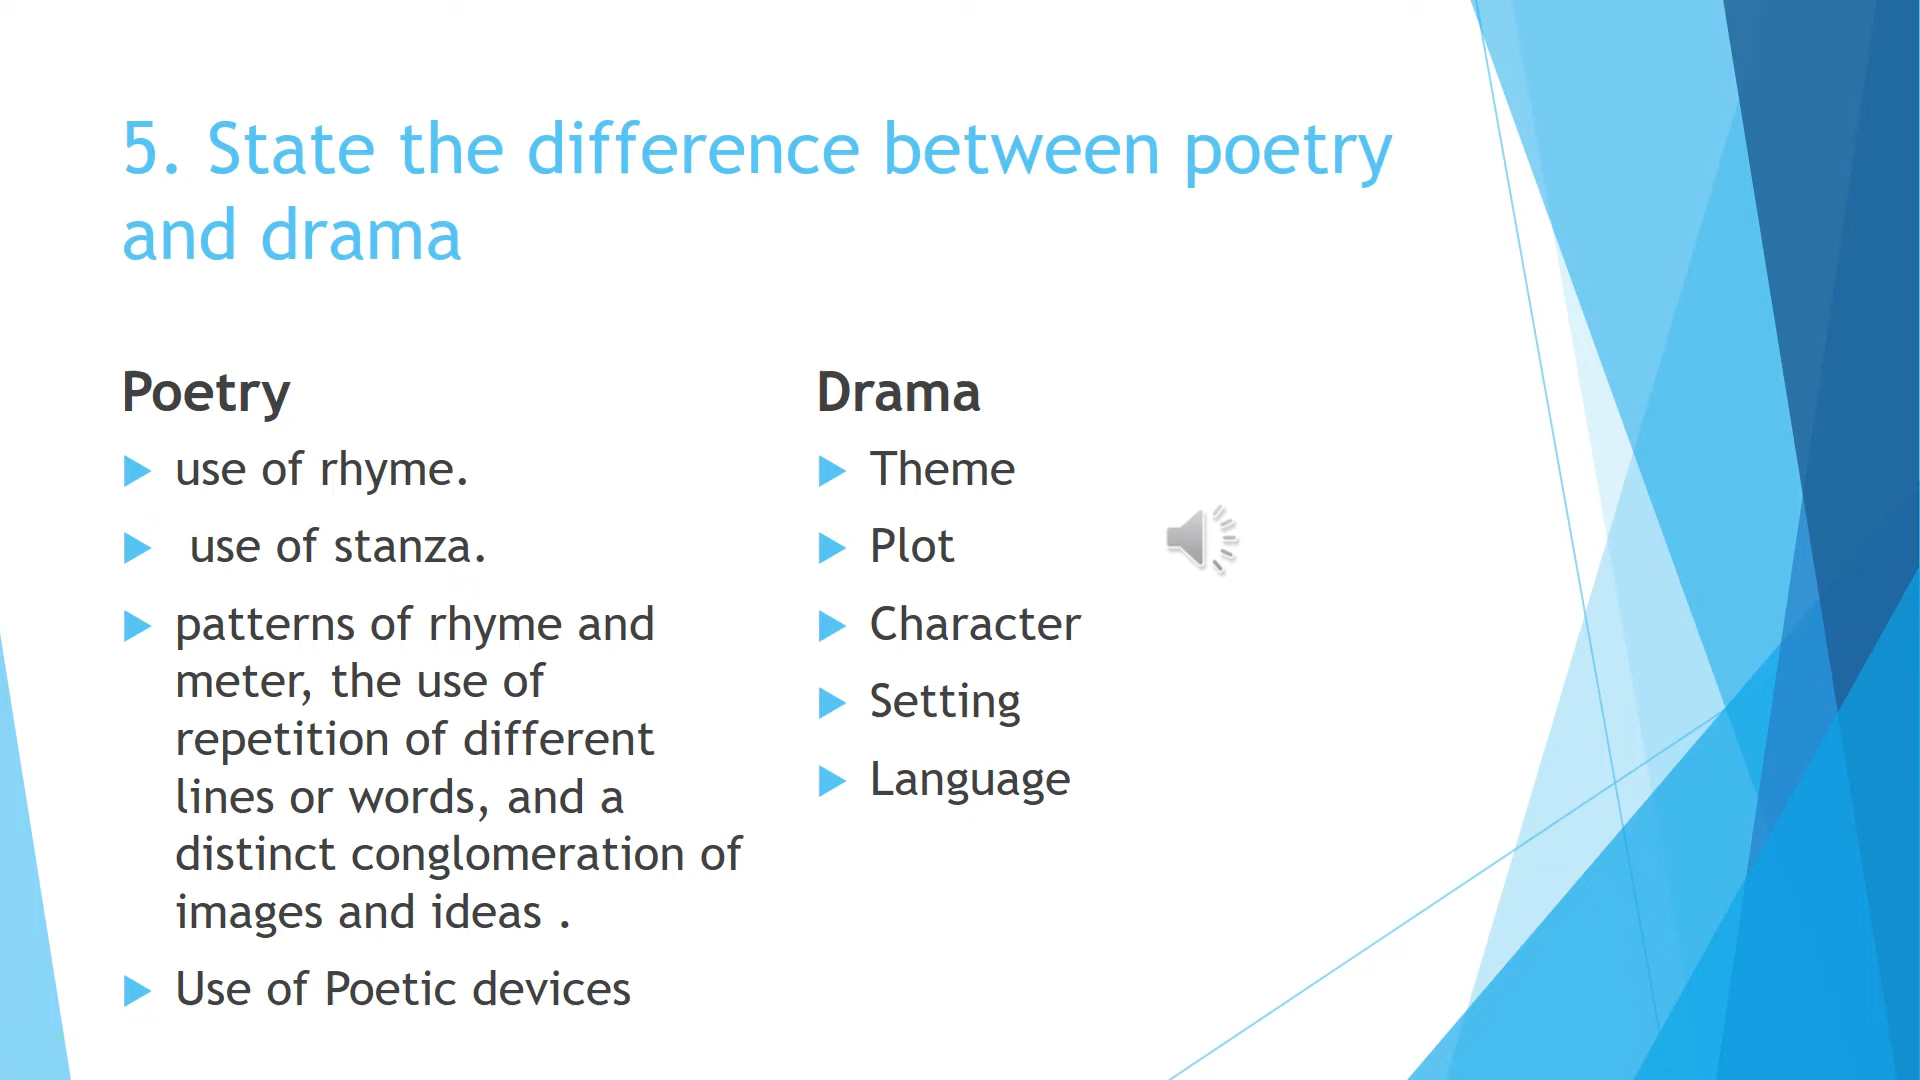 5. State the difference between poetry
and drama
Poetry
use of rhyme.
use of stanza.
patterns of rhyme and
meter, the use of
repetition of different
lines or words, and a
distinct conglomeration of
images and ideas .
Use of Poetic devices
Drama
Theme
Plot
Character
Setting
Language